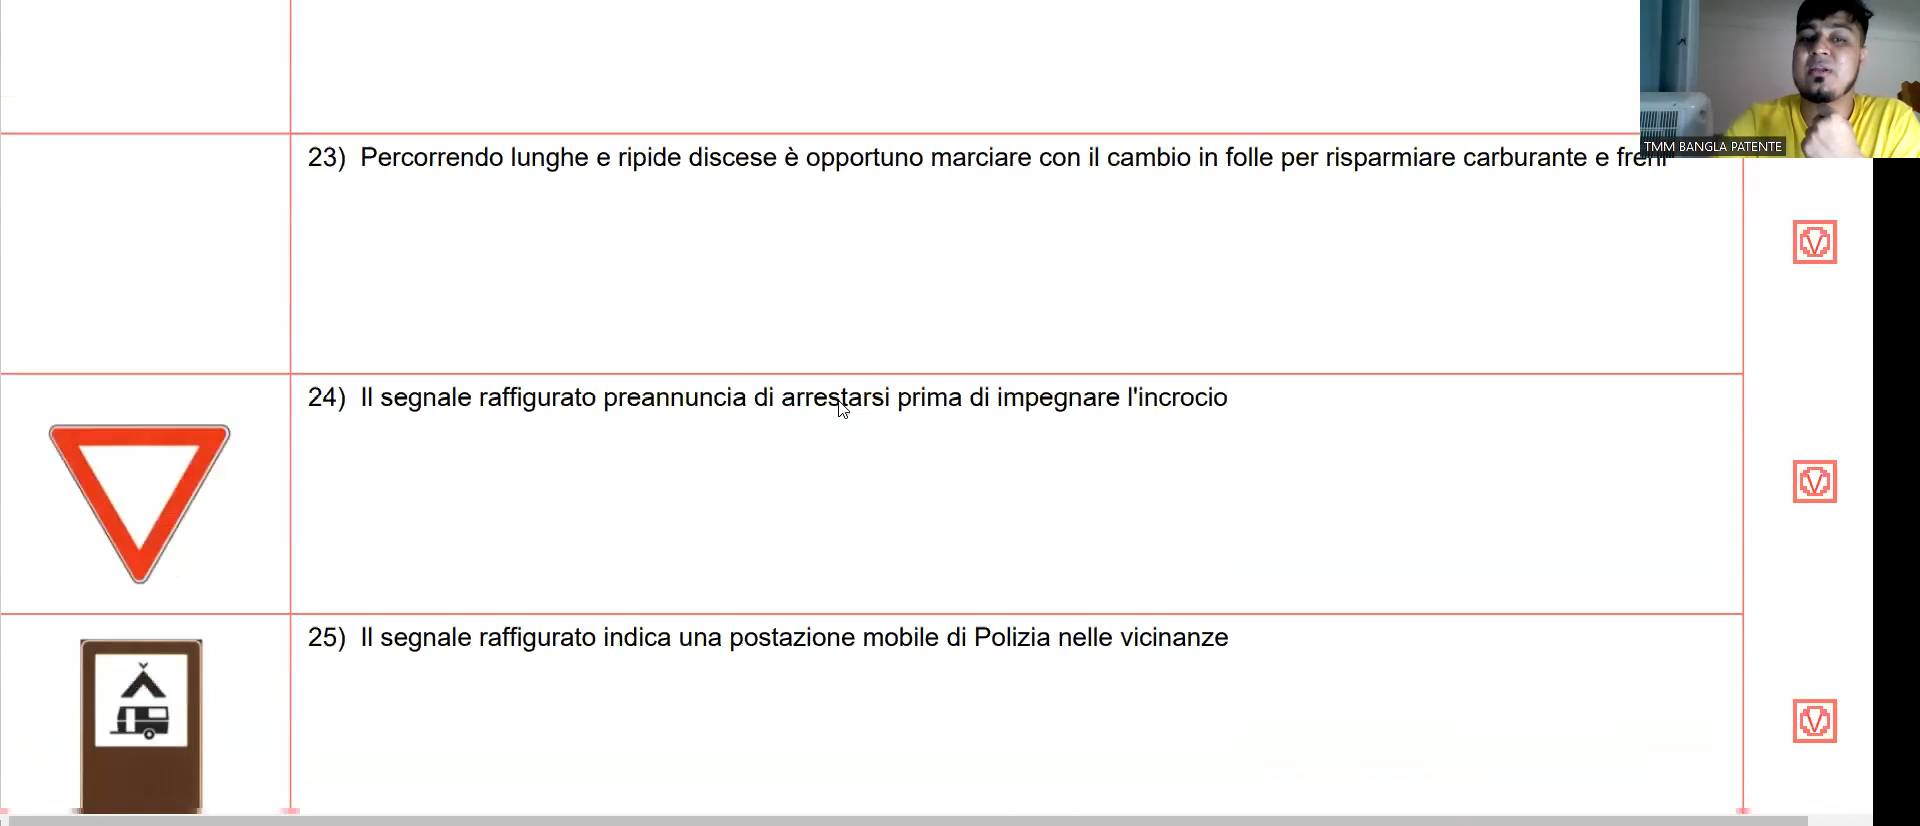 TMM BANGLA PATENTE
23) Percorrendo lunghe e ripide discese è opportuno marciare con il cambio in folle per risparmiare carburante e freni
V
24) Il segnale raffigurato preannuncia di arrestarsi prima di impegnare l'incrocio
V
25) Il segnale raffigurato indica una postazione mobile di Polizia nelle vicinanze
V